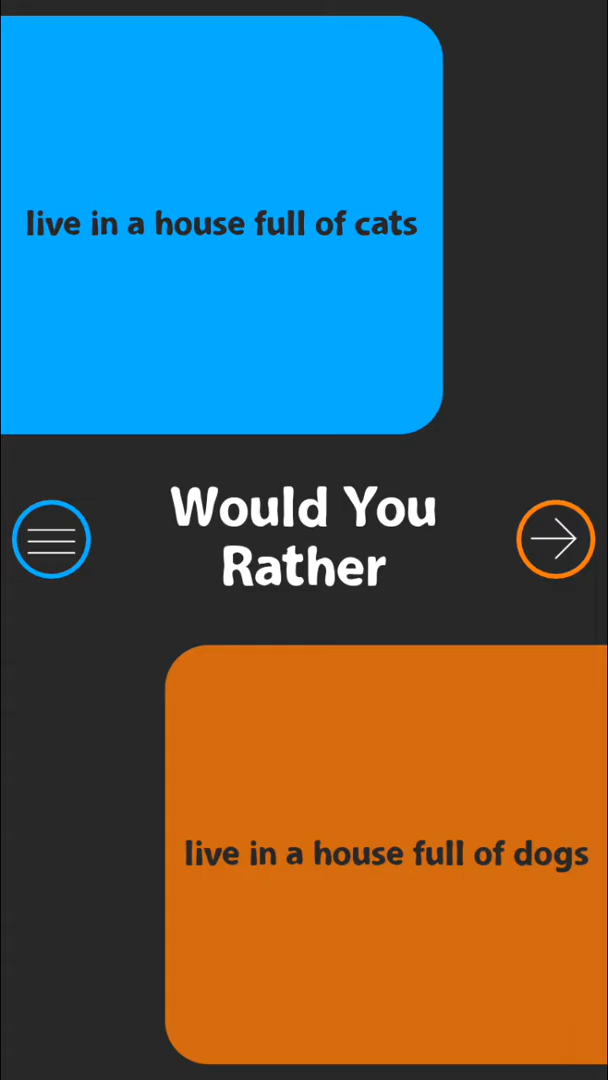 live in a house full of cats
Would You
Rather
live in a house full of dogs